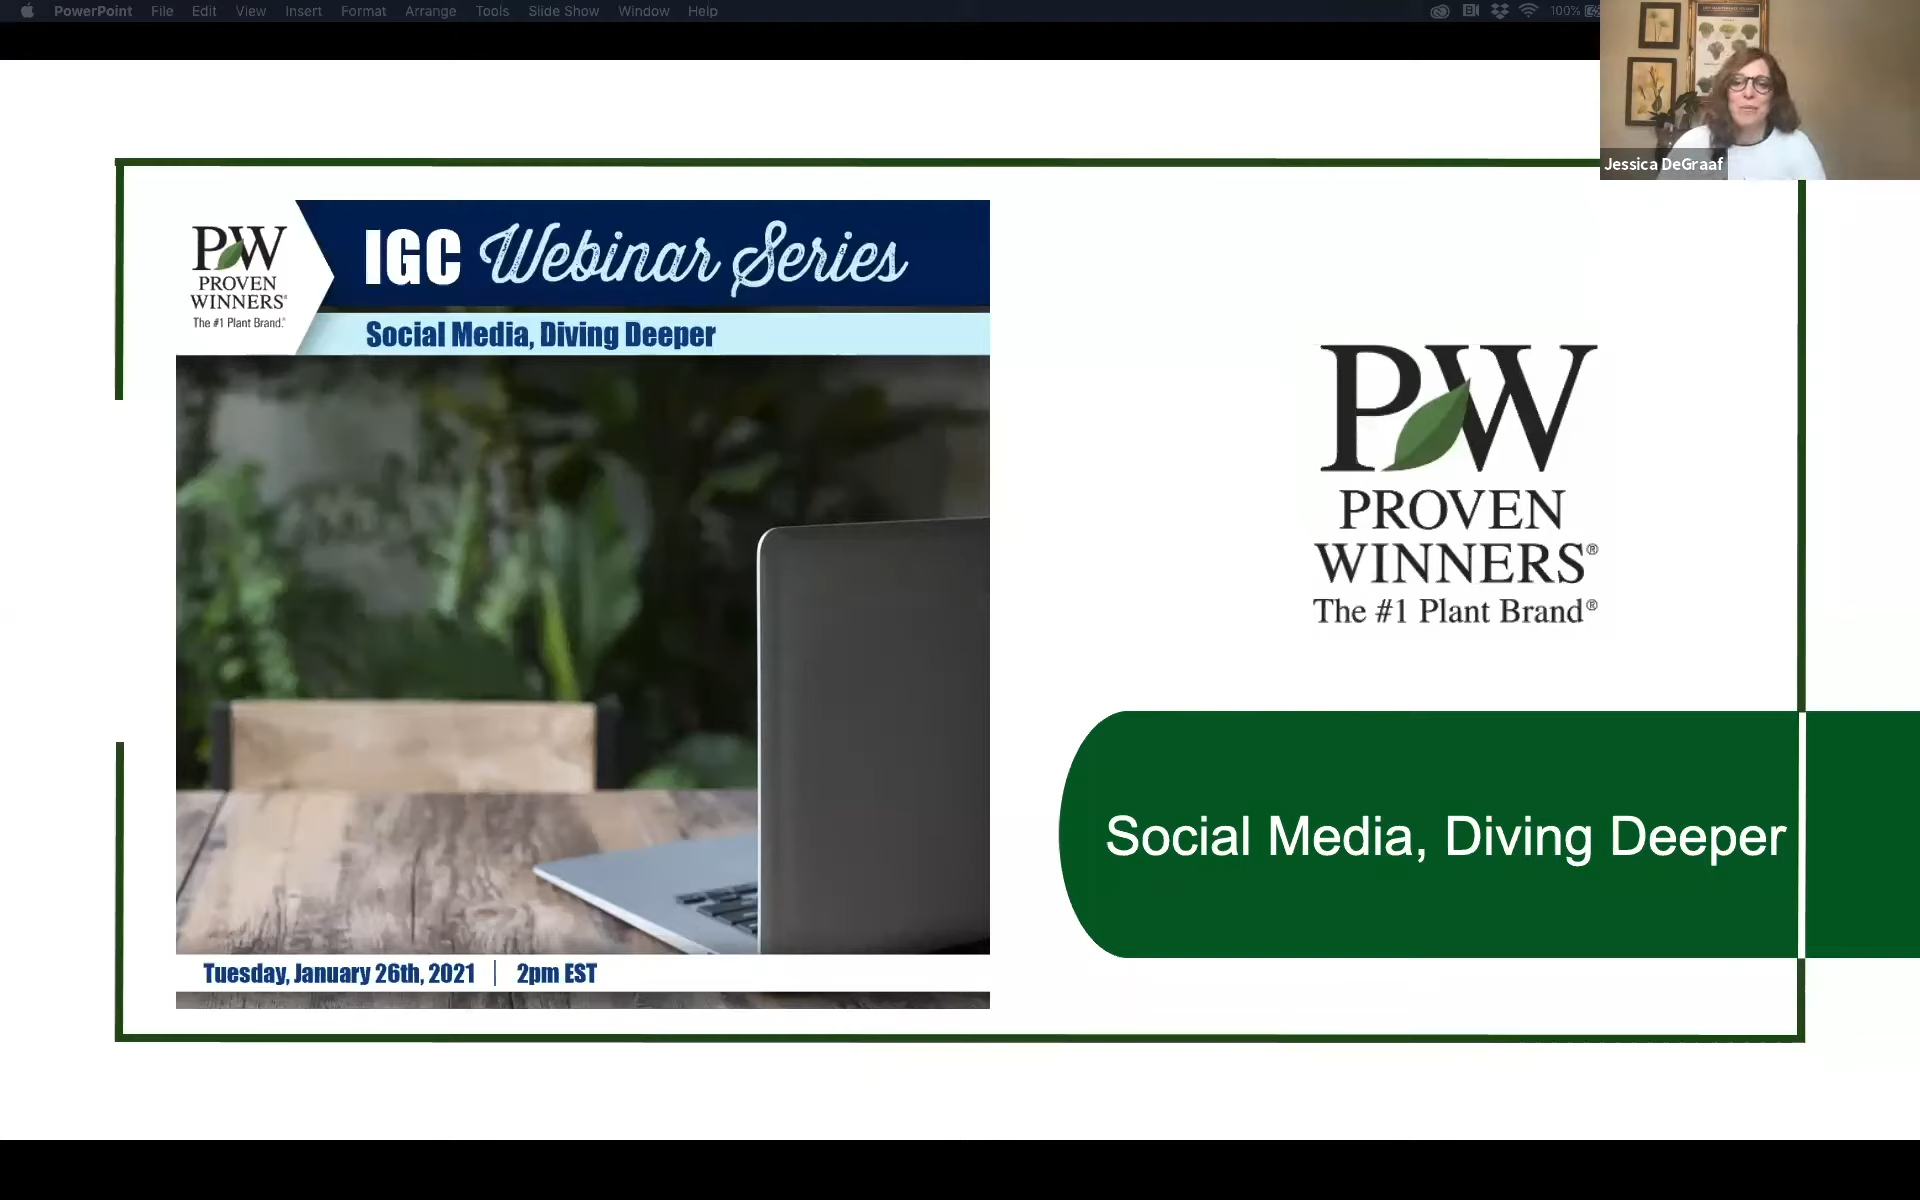 PowerPoint File Edit View Insert Format Arrange Tools Slide Show Window Help 100%
Jessica DeGraaf
PW
PROVEN
WINNERS®
The #1 Plant Brand.®
IGC Webinar Series
Social Media, Diving Deeper
Tuesday, January 26th, 2021 | 2pm EST
PW
PROVEN
WINNERS®
The #1 Plant Brand®
Social Media, Diving Deeper